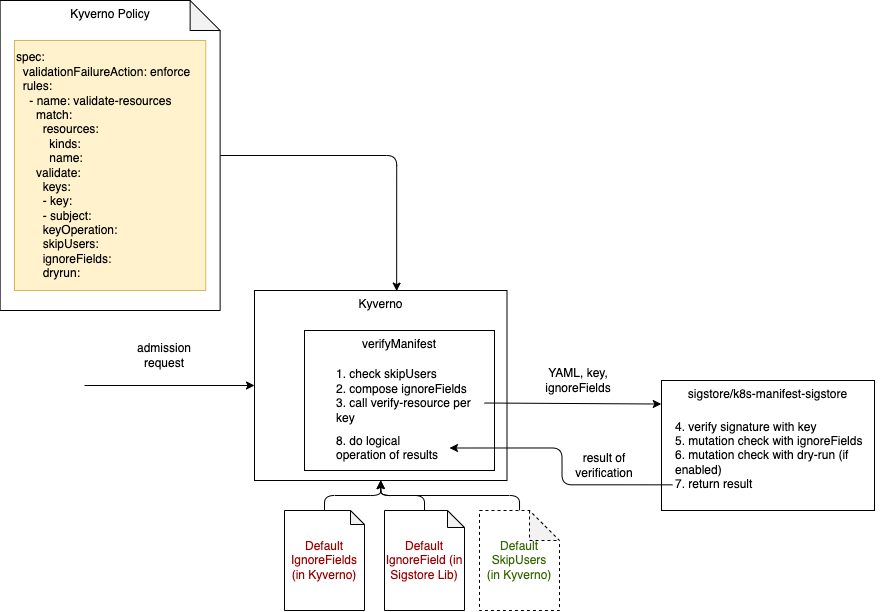 Kyverno Policy
spec:
validationFailureAction: enforce
rules:
- name: validate-resources
match:
resources:
kinds:
name:
validate:
keys:
- key:
- subject:
keyOperation:
skipUsers:
ignoreFields:
dryrun:
Kyverno
verifyManifest
1. check skipUsers
2. compose ignoreFields
3. call verify-resource per
key
8. do logical
operation of results
admission
request
YAML, key,
ignoreFields
result of
verification
sigstore/k8s-manifest-sigstore
4. verify signature with key
5. mutation check with ignoreFields
6. mutation check with dry-run (if
enabled)
7. return result
Default
IgnoreFields
(in Kyverno)
Default
IgnoreField (in
Sigstore Lib)
Default
SkipUsers
(in Kyverno)